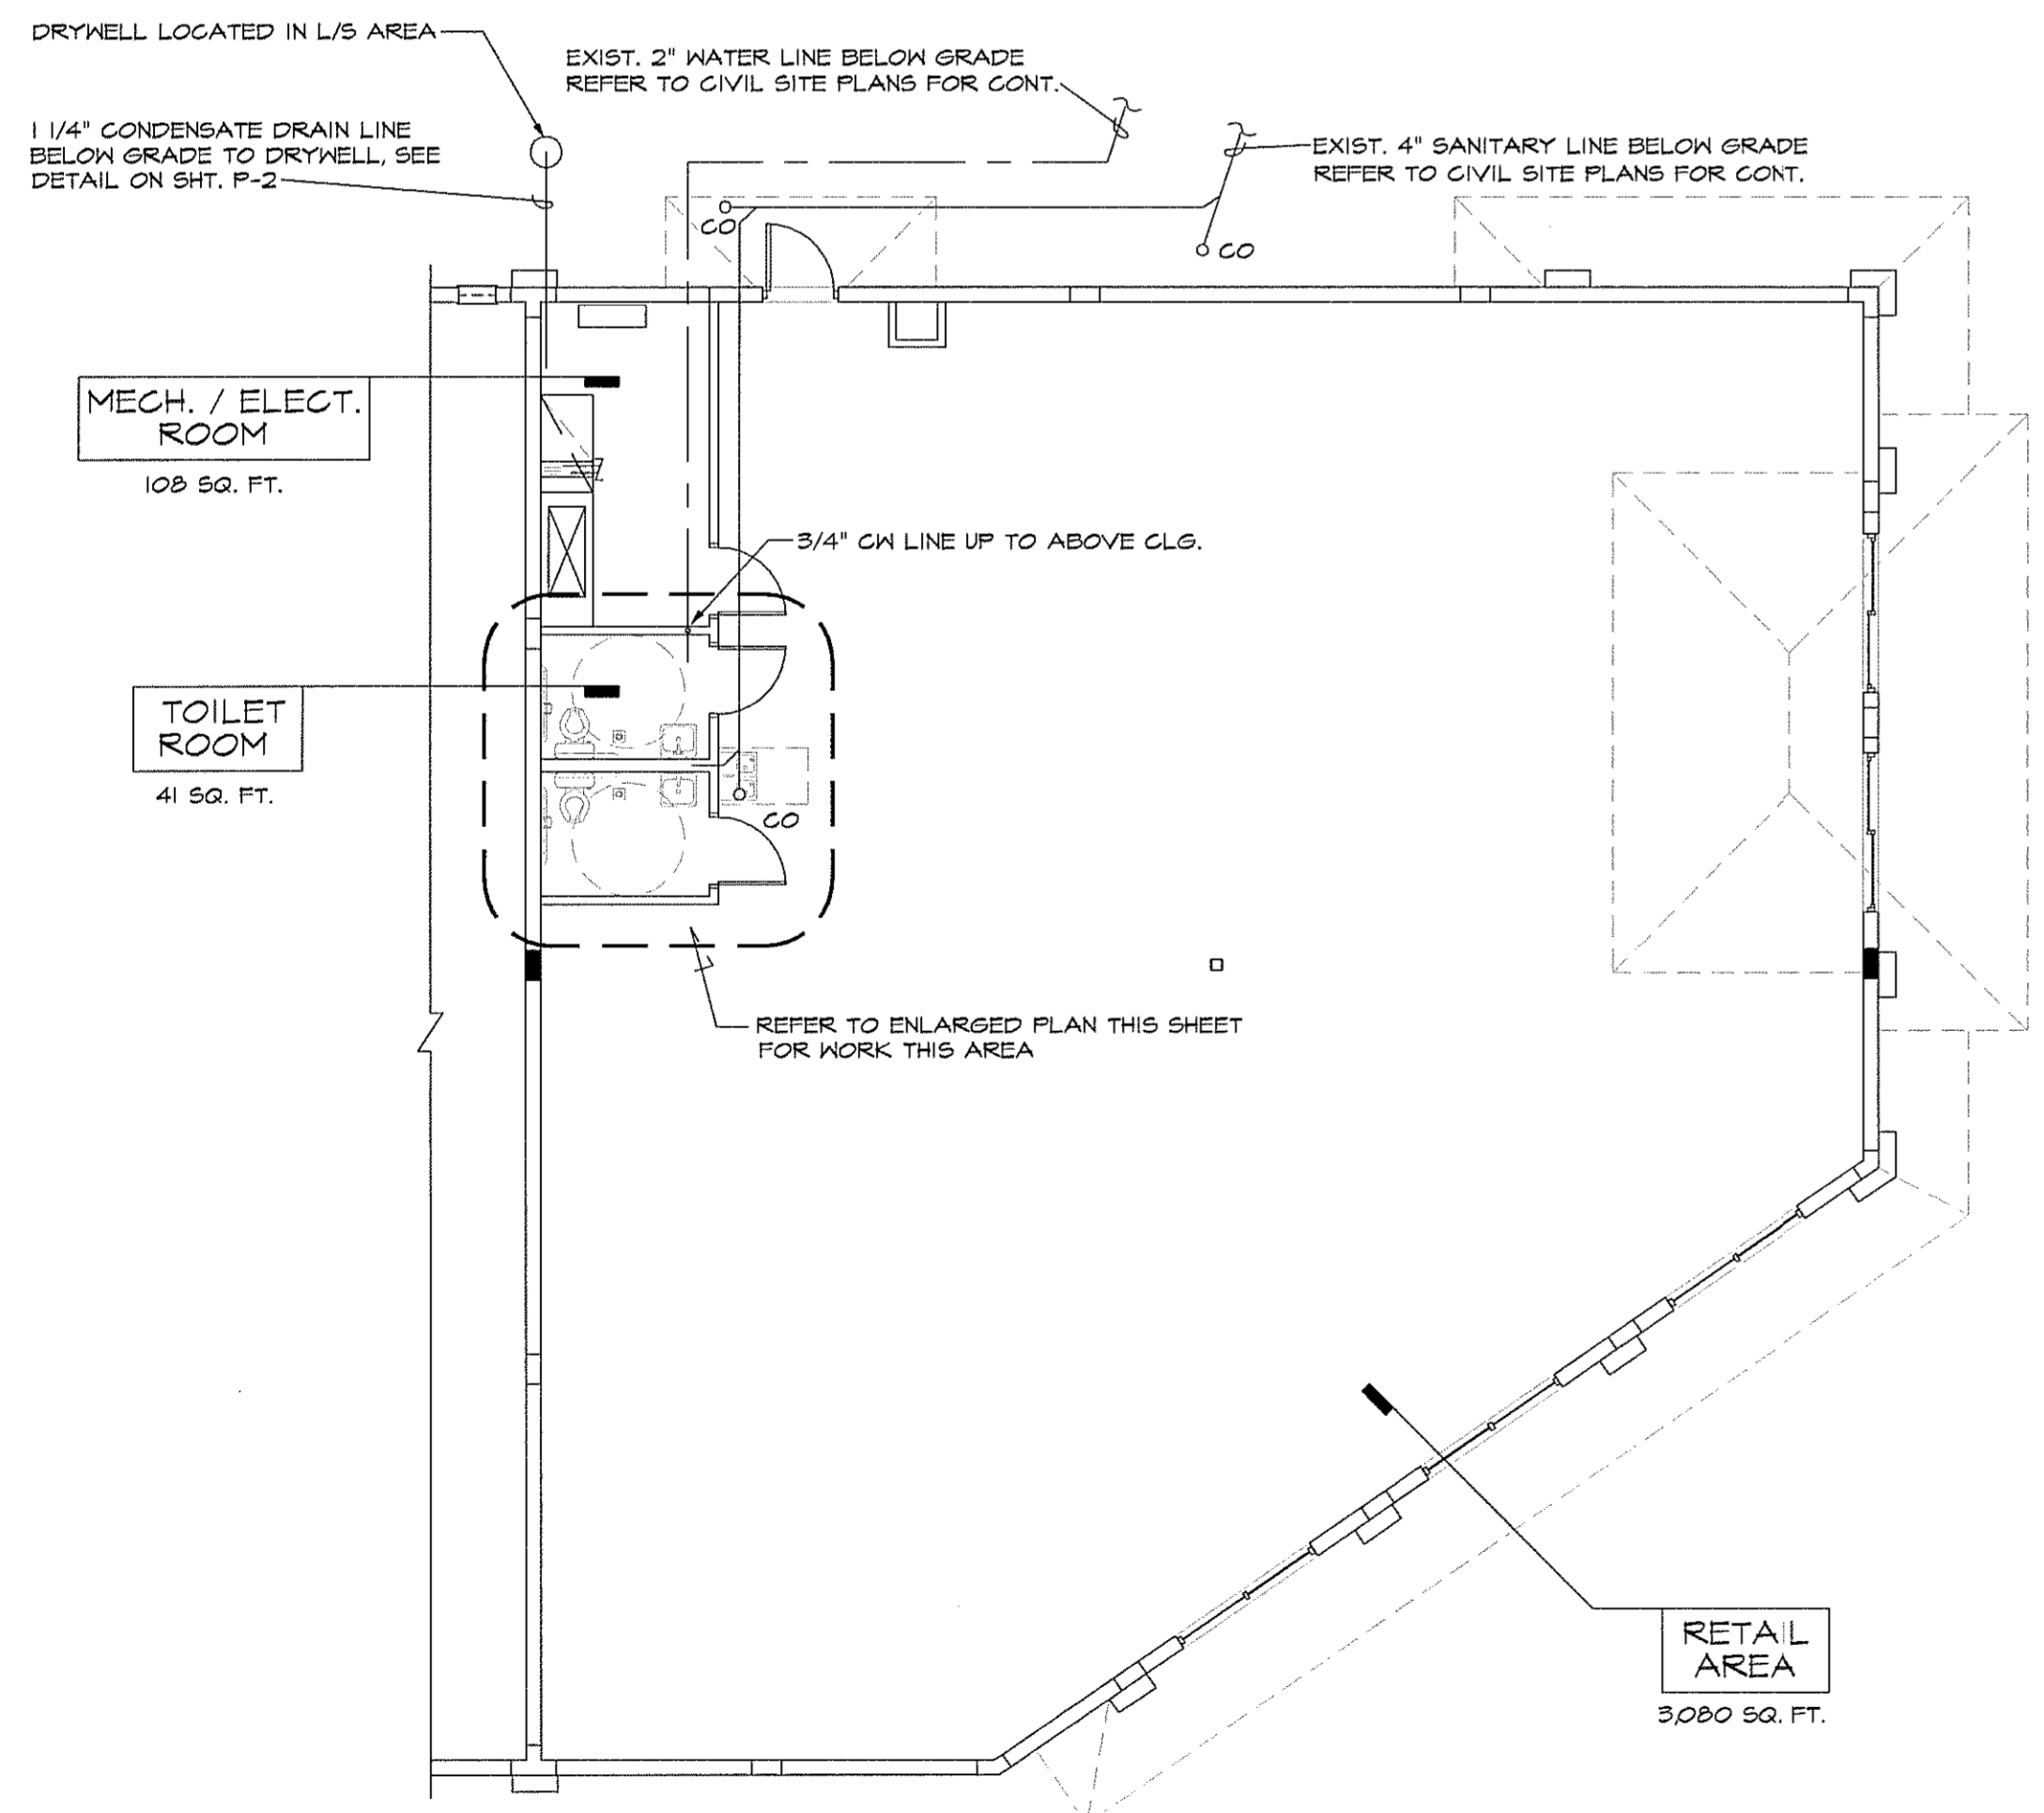 DRYWELL LOCATED IN L/S AREA
EXIST. 2" WATER LINE BELOW GRADE
REFER TO CIVIL SITE PLANS FOR CONT.
1 1/4" CONDENSATE DRAIN LINE
BELOW GRADE TO DRYWELL, SEE
DETAIL ON SHT. P-2
EXIST. 4" SANITARY LINE BELOW GRADE
REFER TO CIVIL SITE PLANS FOR CONT.
CO
CO
MECH. / ELECT.
ROOM
108 SQ. FT.
3/4" CW LINE UP TO ABOVE CLG.
TOILET
ROOM
41 SQ. FT.
CO
REFER TO ENLARGED PLAN THIS SHEET
FOR WORK THIS AREA
RETAIL
AREA
3,080 SQ. FT.